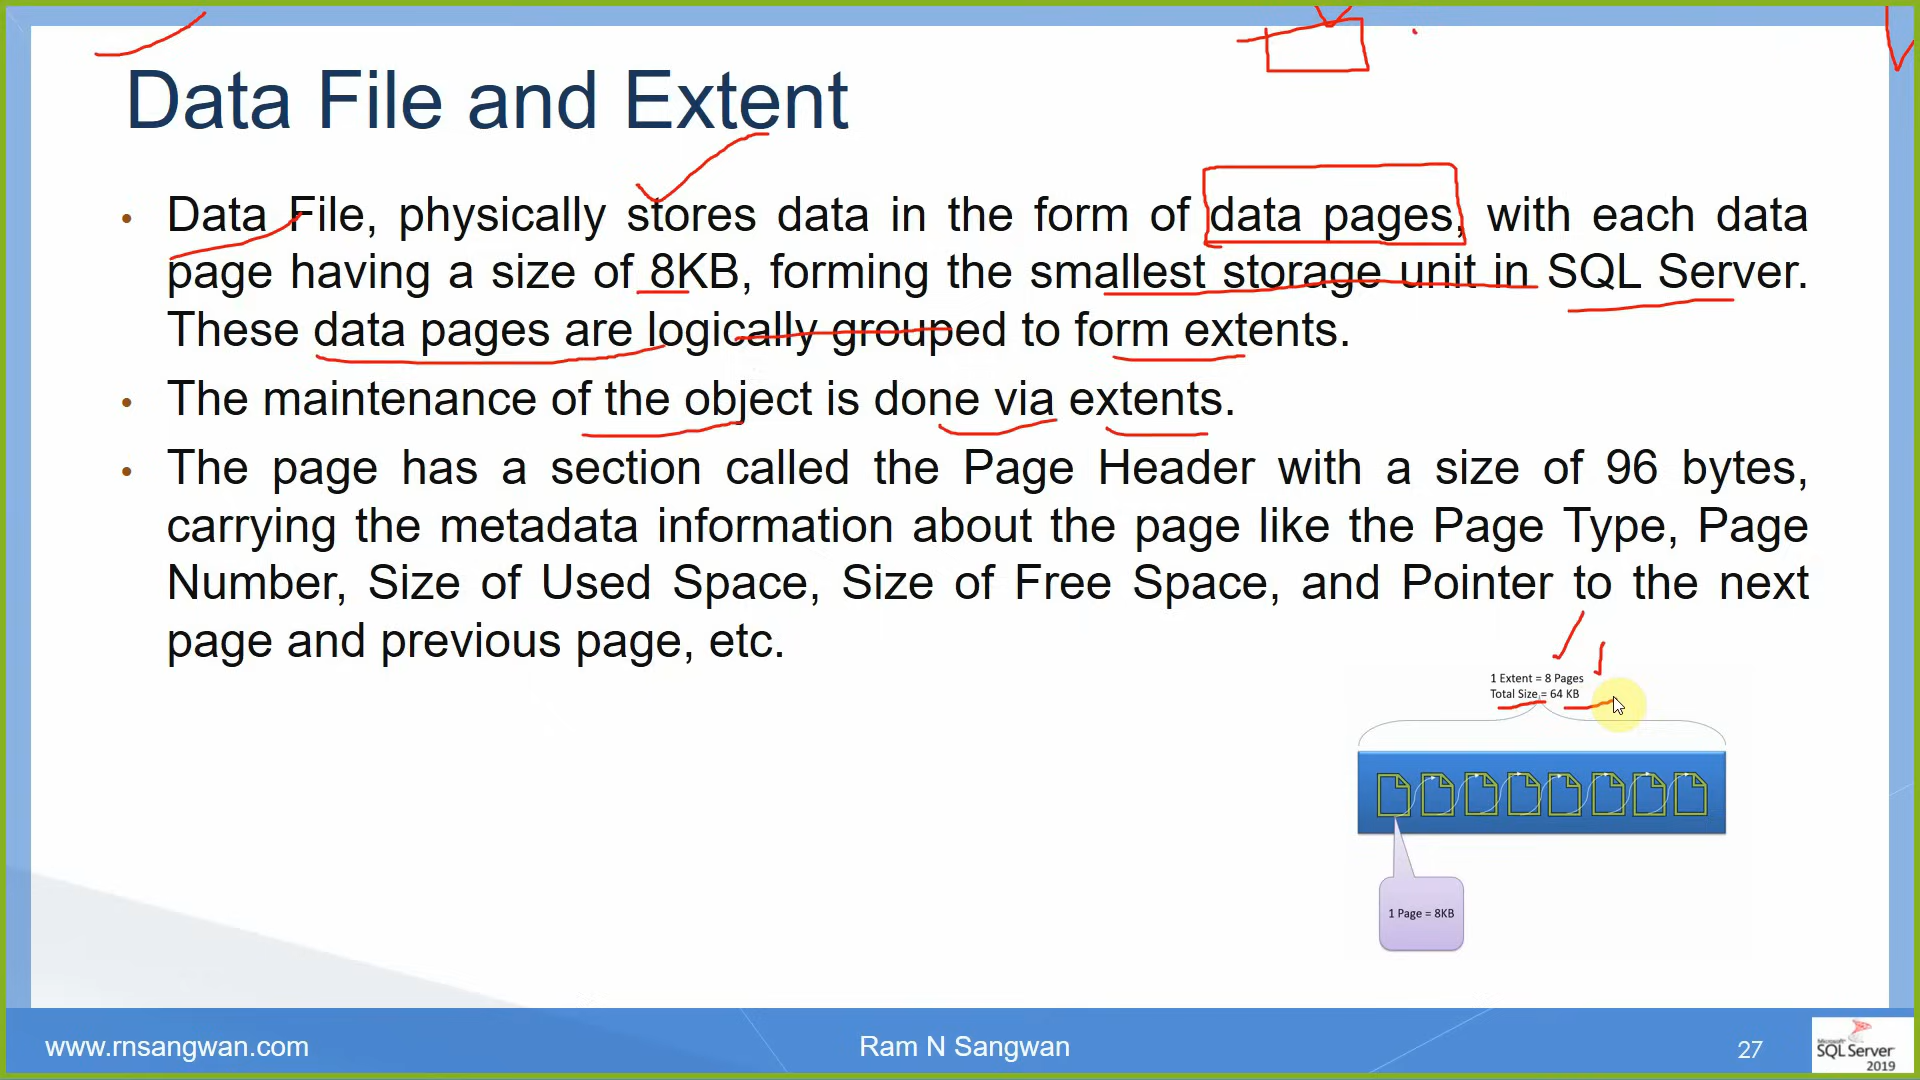 Data File and Extent
• Data File, physically stores data in the form of data pages, with each data
page having a size of 8KB, forming the smallest storage unit in SQL Server.
These data pages are logically grouped to form extents.
• The maintenance of the object is done via extents.
• The page has a section called the Page Header with a size of 96 bytes,
carrying the metadata information about the page like the Page Type, Page
Number, Size of Used Space, Size of Free Space, and Pointer to the next
page and previous page, etc.
1 Extent = 8 Pages
Total Size = 64 KB
1 Page = 8KB
www.rnsangwan.com
Ram N Sangwan
27
Microsoft
SQL Server
2019